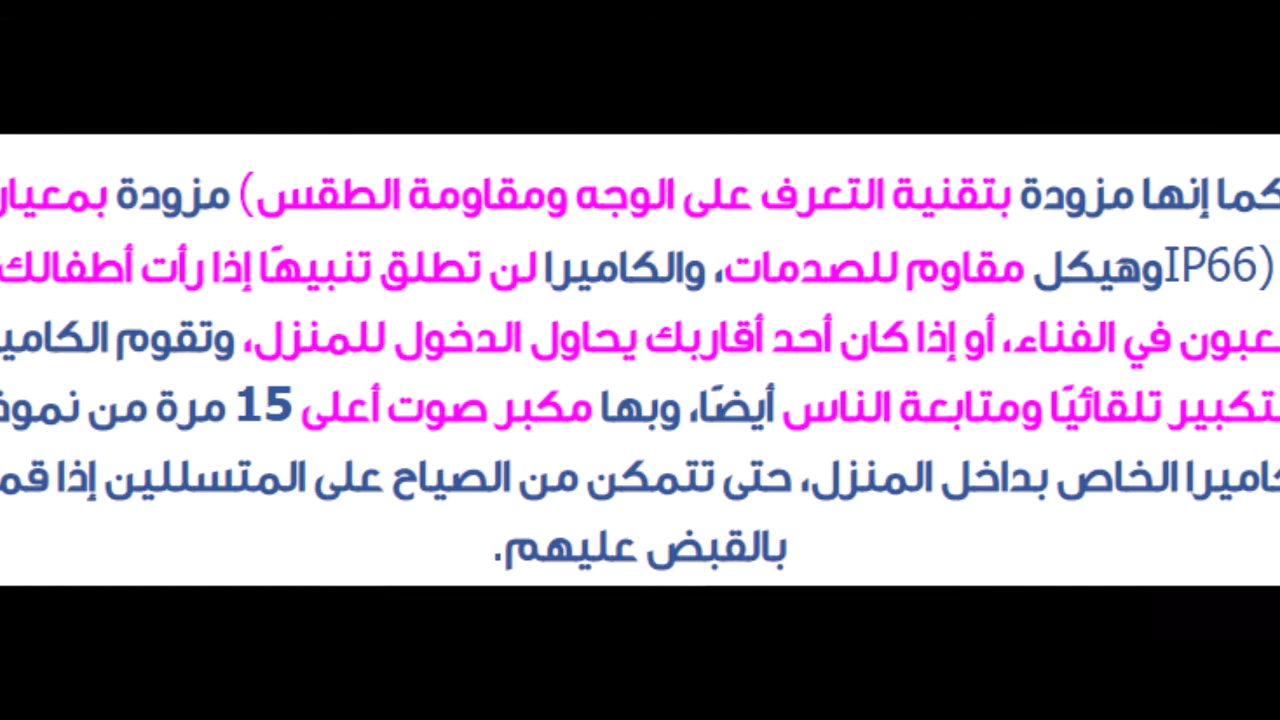 كما إنها مزودة بتقنية التعرف على الوجه ومقاومة الطقس) مزودة بمعيار
IP66) وهيكل مقاوم للصدمات، والكاميرا لن تطلق تنبيهًا إذا رأت أطفالك
عبون في الفناء، أو إذا كان أحد أقاربك يحاول الدخول للمنزل، وتقوم الكامي
تكبير تلقائيًا ومتابعة الناس أيضًا، وبها مكبر صوت أعلى 15 مرة من نموذ
كاميرا الخاص بداخل المنزل، حتى تتمكن من الصياح على المتسللين إذا قم
بالقبض عليهم.